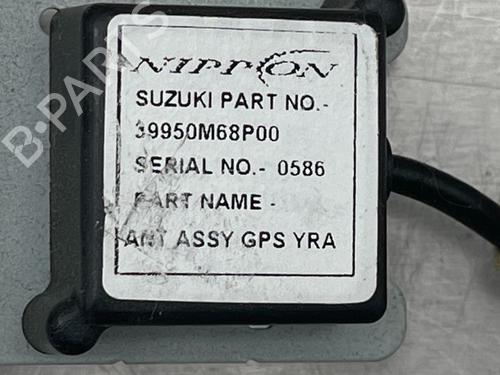 NIPPON
SUZUKI PART NO.-
39950M68P00
SERIAL NO.- 0586
PART NAME -
ANT ASSY GPS YRA
B-PARTS